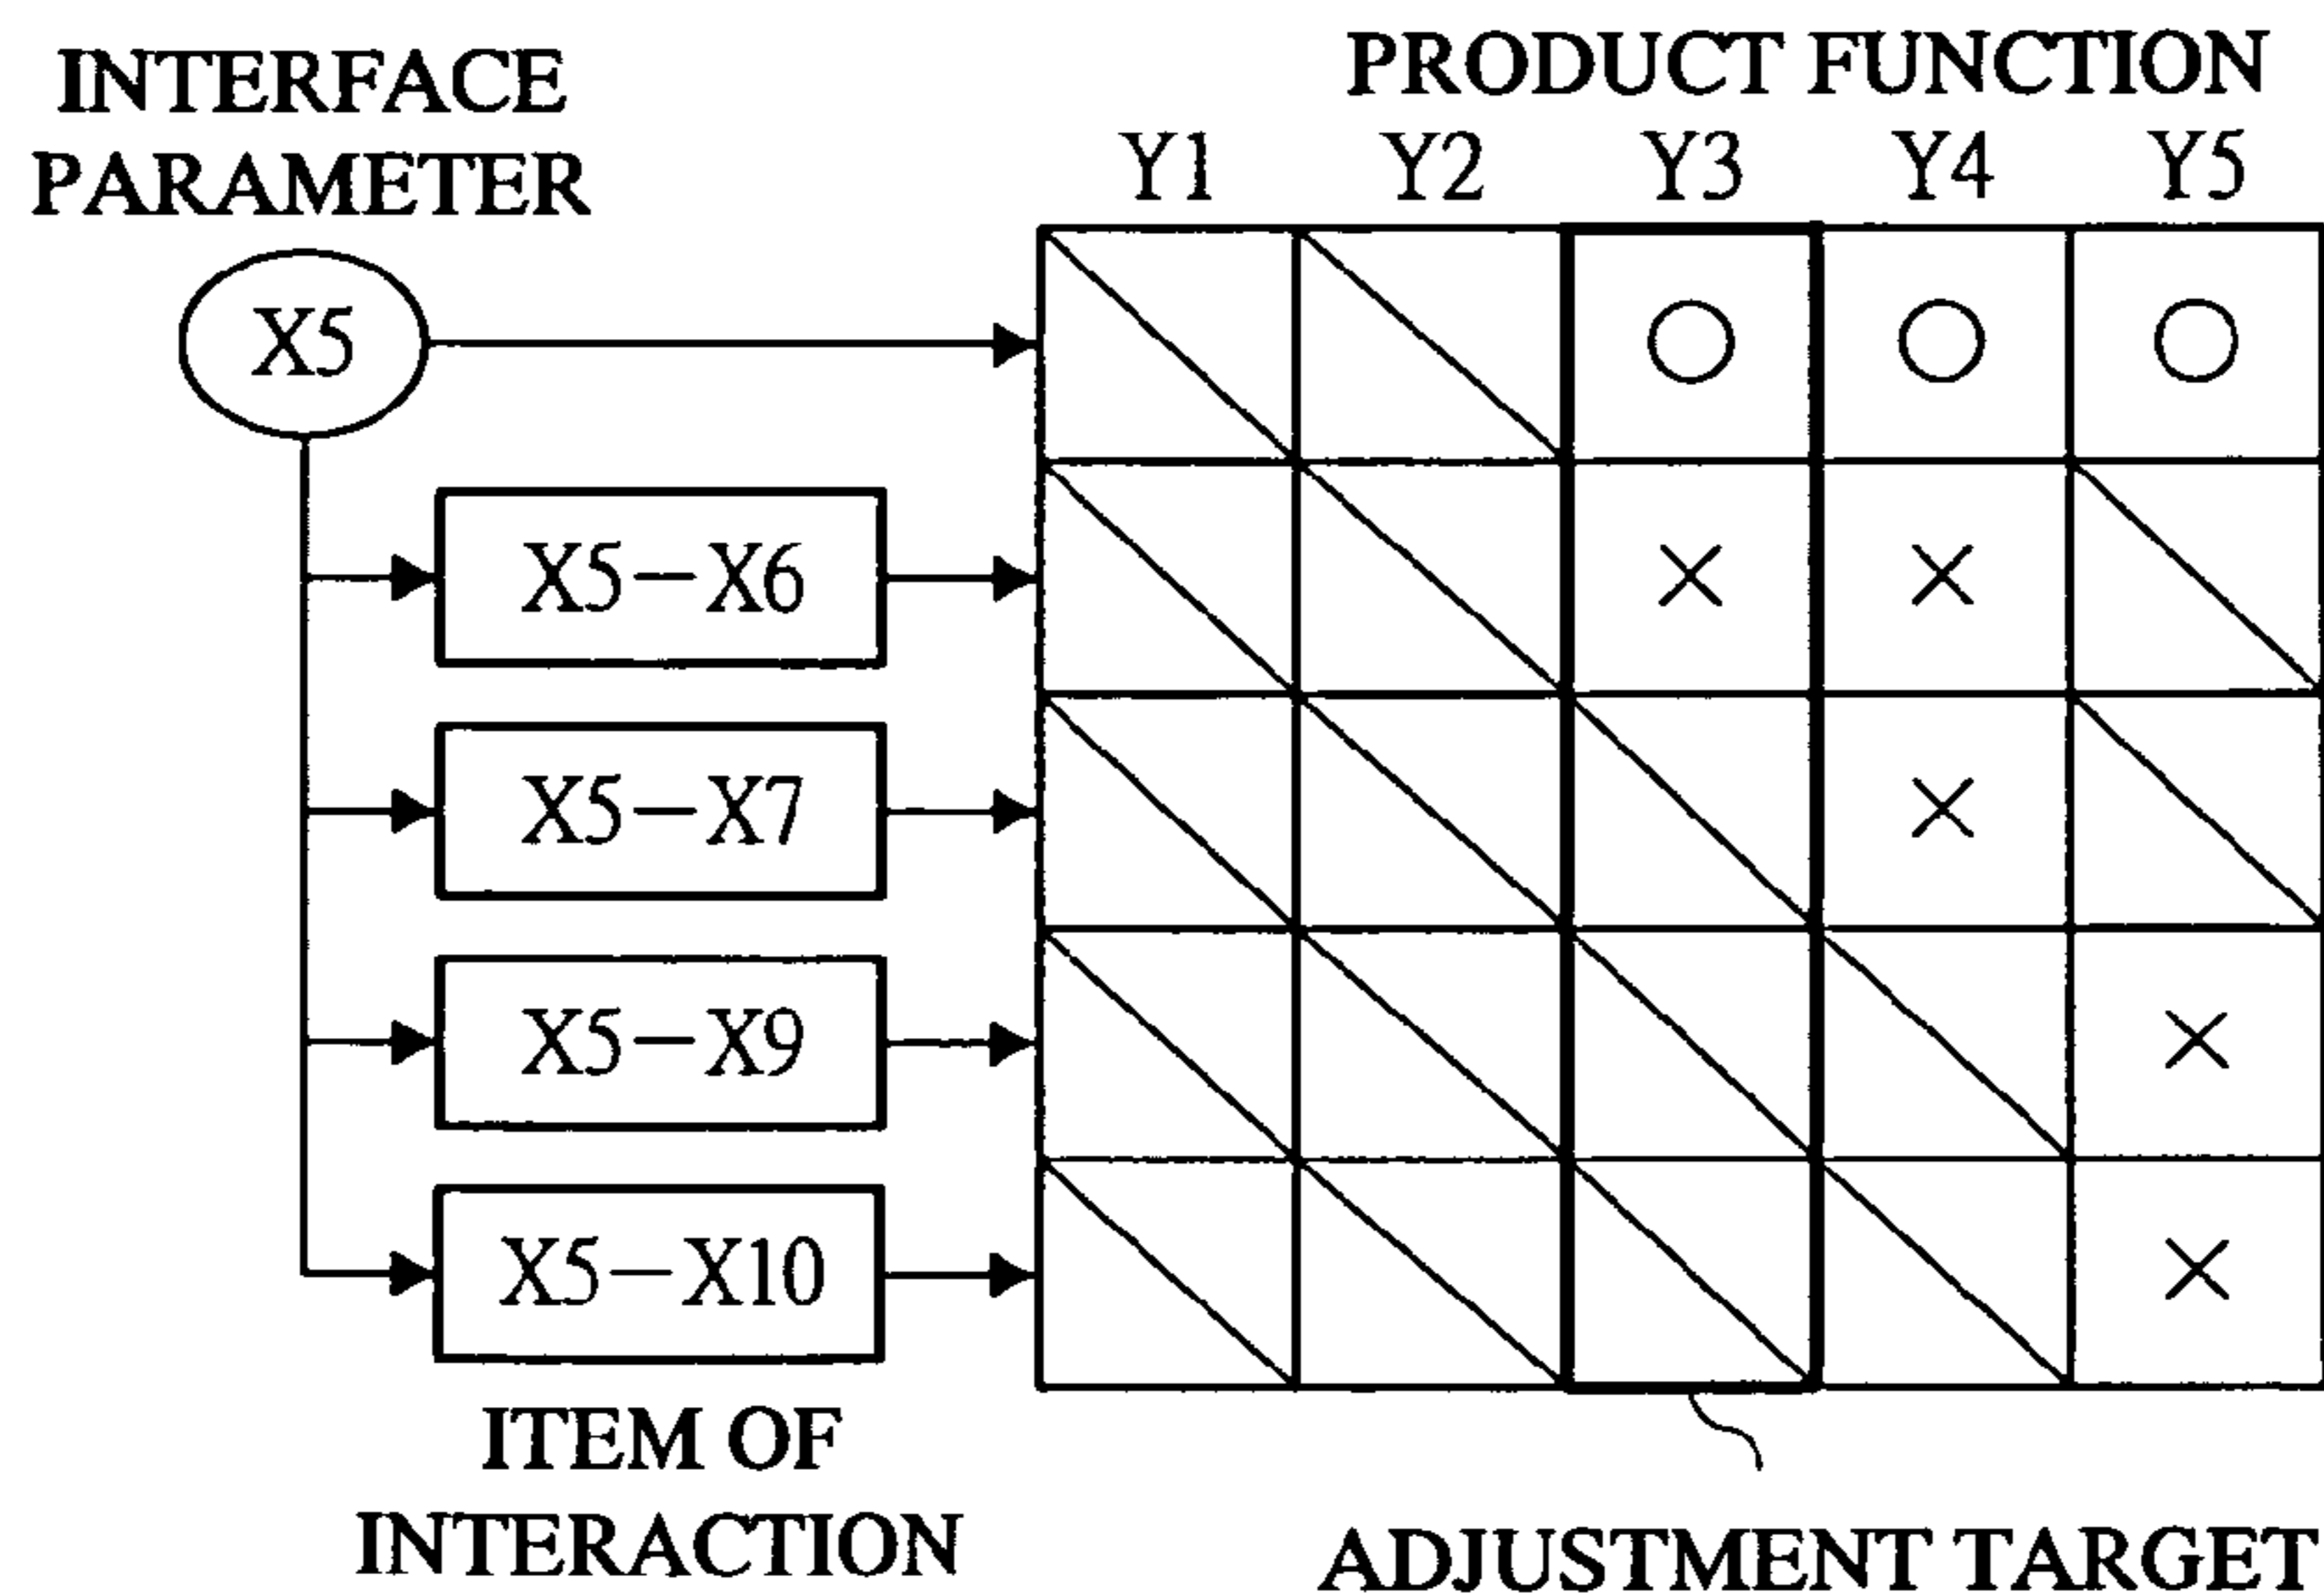 INTERFACE
PARAMETER
PRODUCT FUNCTION
Y1 Y2 Y3 Y4 Y5
X5
X5—X6
X5—X7
X5—X9
X5—X10
ITEM OF
INTERACTION
ADJUSTMENT TARGET